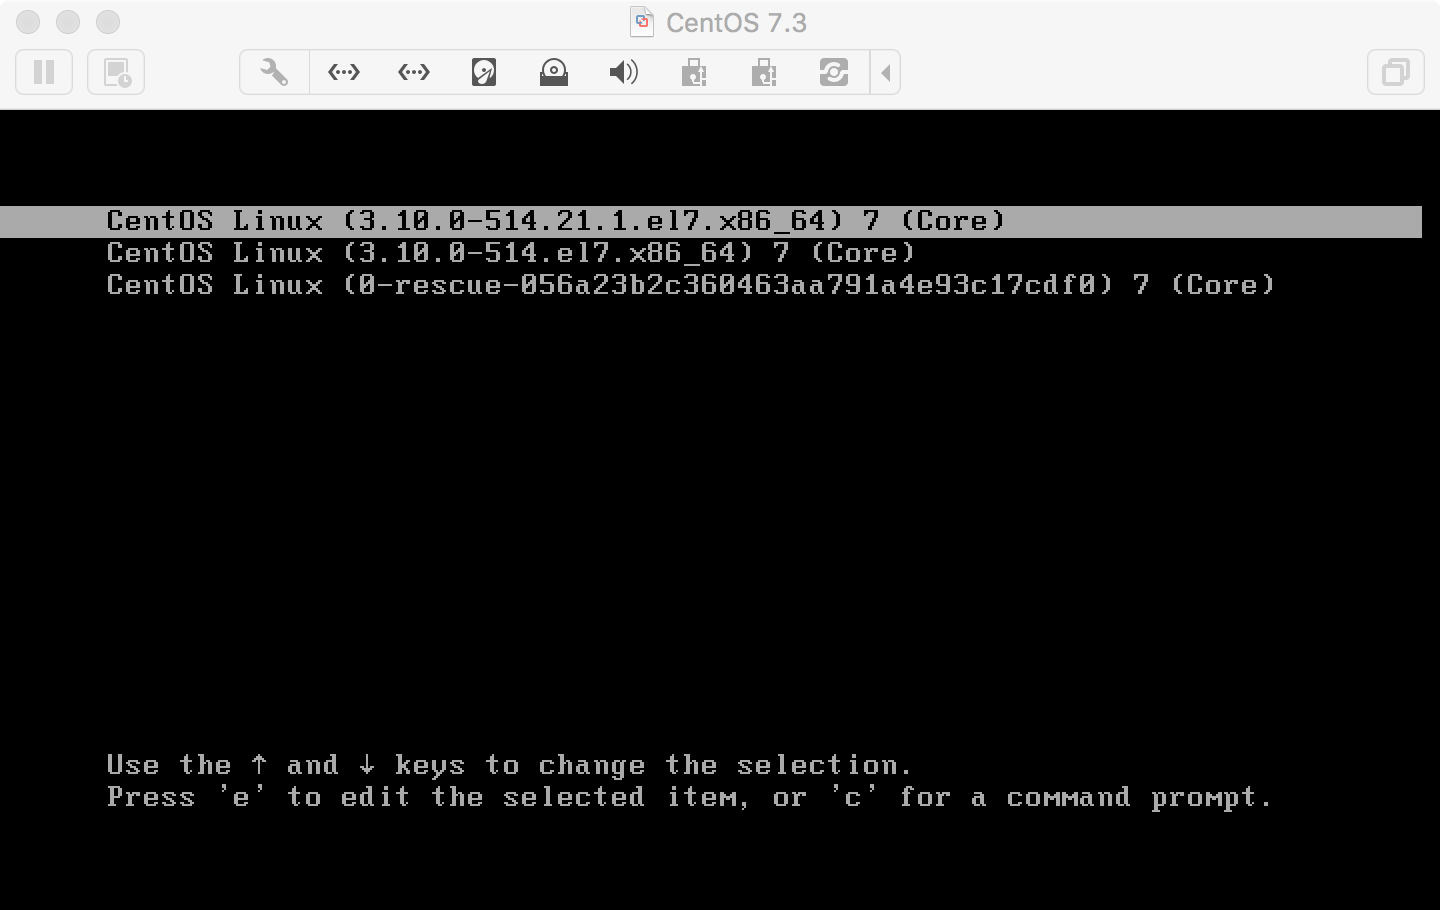 CentOS 7.3
CentOS Linux (3.10.0-514.21.1.el7.x86_64) 7 (Core)
CentOS Linux (3.10.0-514.el7.x86_64) 7 (Core)
CentOS Linux (0-rescue-056a23b2c360463aa791a4e93c17cdf0) 7 (Core)
Use the ↑ and ↓ keys to change the selection.
Press 'e' to edit the selected item, or 'c' for a command prompt.